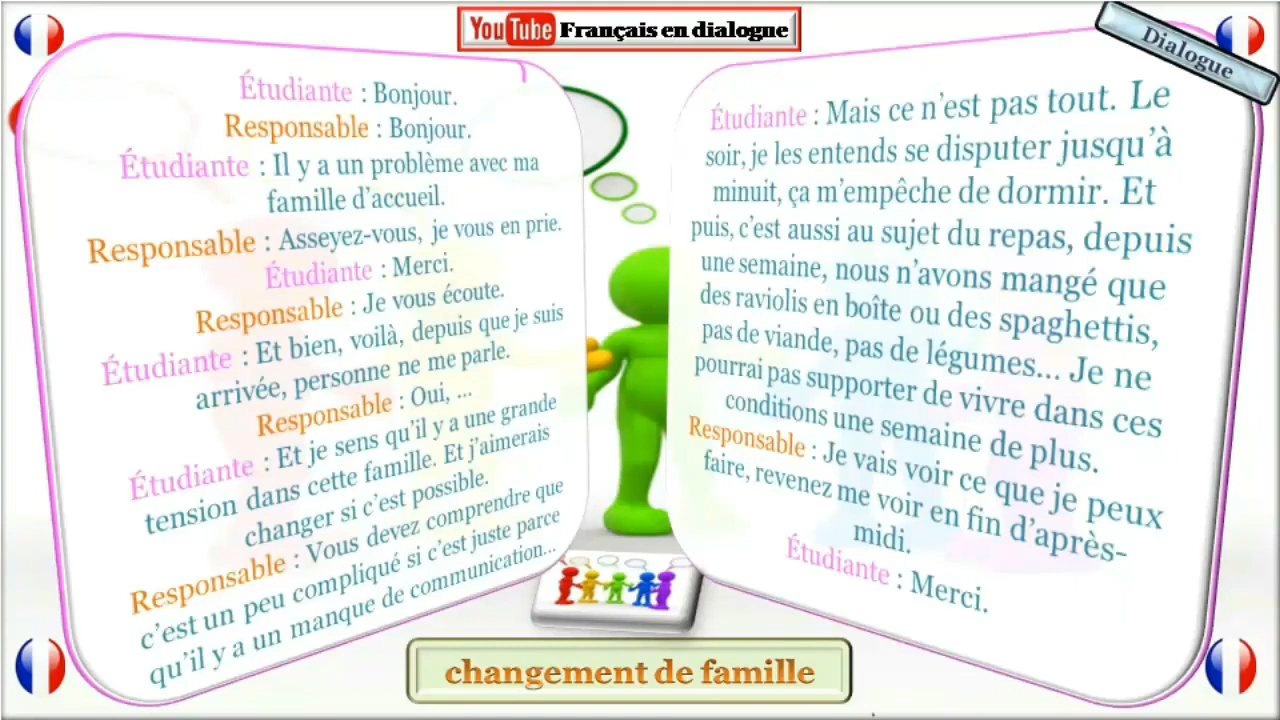 YouTube Français en dialogue
Dialogue
Étudiante : Bonjour.
Responsable : Bonjour.
Étudiante : Il y a un problème avec ma
famille d'accueil.
Responsable : Asseyez-vous, je vous en prie.
Étudiante : Merci.
Responsable : Je vous écoute.
Étudiante : Et bien, voilà, depuis que je suis
arrivée, personne ne me parle.
Responsable : Oui, ...
Étudiante : Et je sens qu'il y a une grande
tension dans cette famille. Et j'aimerais
changer si c'est possible.
Responsable : Vous devez comprendre que
c'est un peu compliqué si c'est juste parce
qu'il y a un manque de communication...
Étudiante : Mais ce n'est pas tout. Le
soir, je les entends se disputer jusqu'à
minuit, ça m'empêche de dormir. Et
puis, c'est aussi au sujet du repas, depuis
une semaine, nous n'avons mangé que
des raviolis en boîte ou des spaghettis,
pas de viande, pas de légumes... Je ne
pourrai pas supporter de vivre dans ces
conditions une semaine de plus.
Responsable : Je vais voir ce que je peux
faire, revenez me voir en fin d'après-
midi.
Étudiante : Merci.
changement de famille